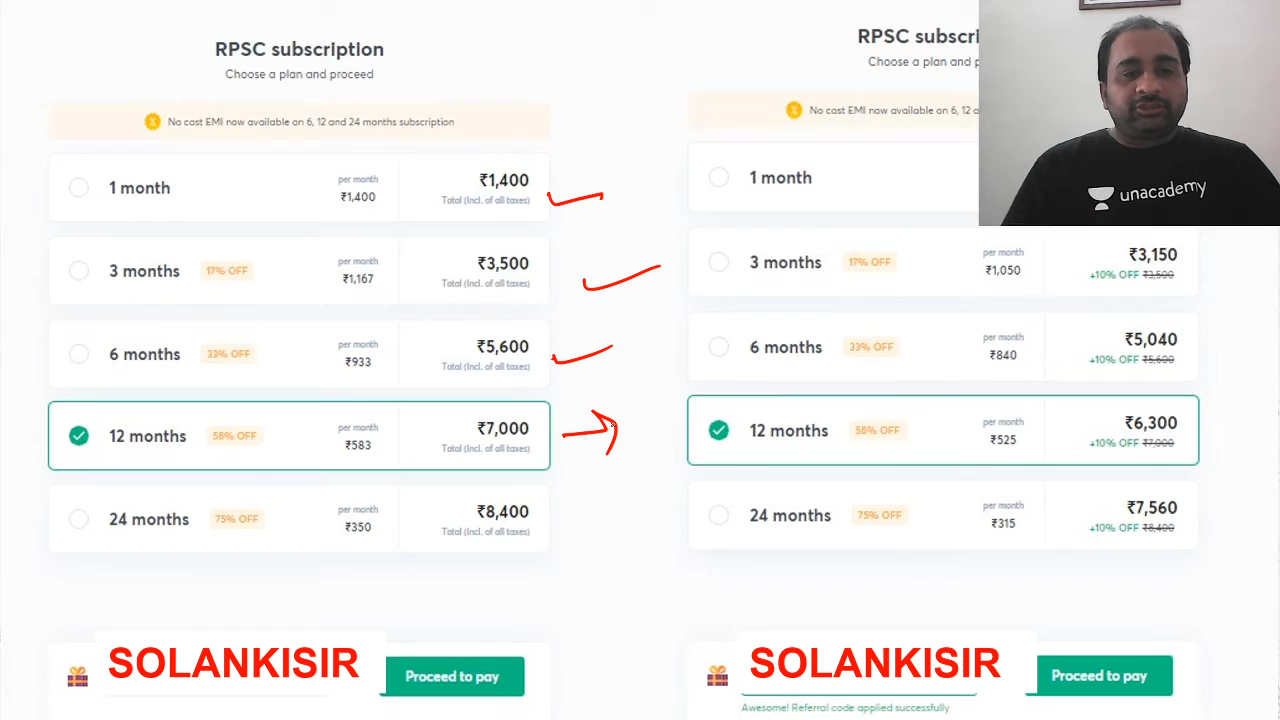 RPSC subscription
Choose a plan and proceed
No cost EMI now available on 6, 12 and 24 months subscription
1 month
per month
₹1,400
₹1,400
Total (Incl. of all taxes)
3 months
17% OFF
per month
₹1,167
₹3,500
Total (Incl. of all taxes)
6 months
33% OFF
per month
₹933
₹5,600
Total (Incl. of all taxes)
12 months
58% OFF
per month
₹583
₹7,000
Total (Incl. of all taxes)
24 months
75% OFF
per month
₹350
₹8,400
Total (Incl. of all taxes)
SOLANKISIR
Proceed to pay
RPSC subscri
Choose a plan and p
No cost EMI now available on 6, 12 a
1 month
3 months
17% OFF
per month
₹1,050
₹3,150
+10% OFF ₹3,500
6 months
33% OFF
per month
₹840
₹5,040
+10% OFF ₹5,600
12 months
58% OFF
per month
₹525
₹6,300
+10% OFF ₹7,000
24 months
75% OFF
per month
₹315
₹7,560
+10% OFF ₹8,400
SOLANKISIR
Proceed to pay
Awesome! Referral code applied successfully
unacademy